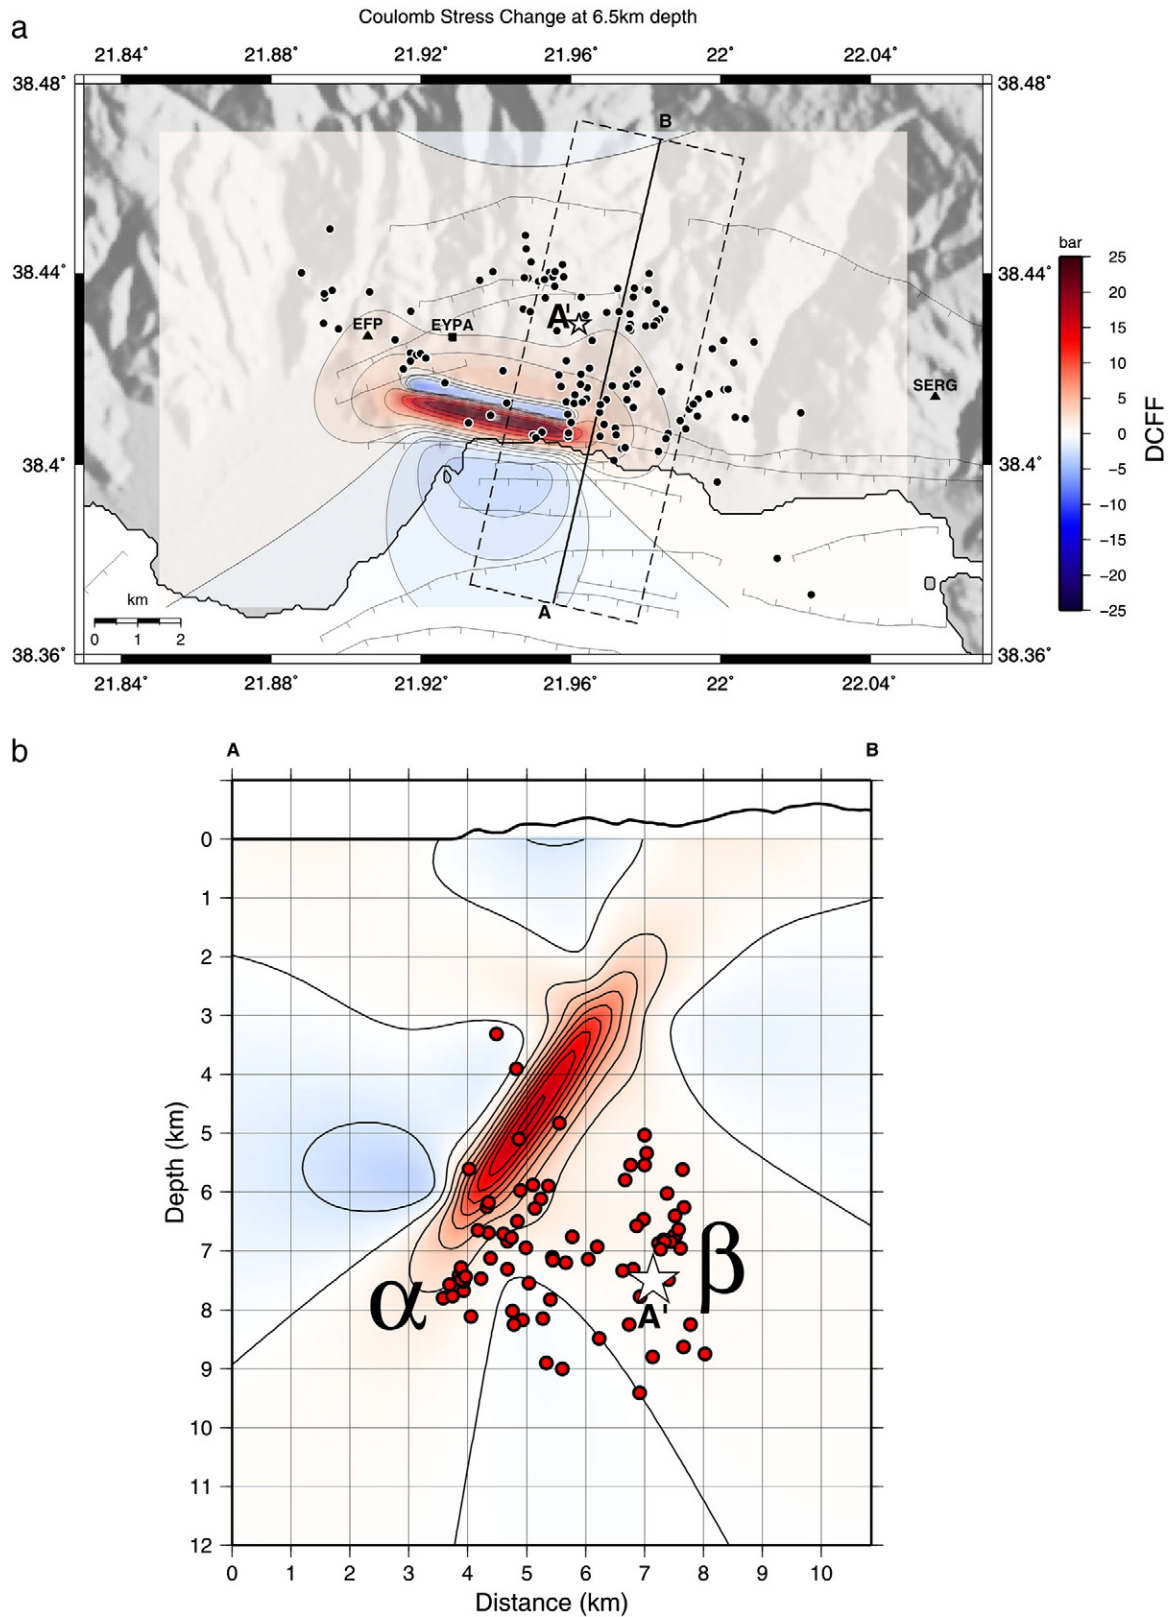 a
Coulomb Stress Change at 6.5km depth
21.84° 21.88° 21.92° 21.96° 22° 22.04°
38.48° 38.48°
B
bar
25
38.44° 38.44°
20
A'
15
EFP EYPA
10
SERG
5
0
DCFF
38.4° 38.4°
-5
-10
-15
km
A
-20
0 1 2
-25
38.36° 38.36°
21.84° 21.88° 21.92° 21.96° 22° 22.04°
b
A B
0
1
2
3
4
5
Depth (km)
6
7
α β
8
A'
9
10
11
12
0 1 2 3 4 5 6 7 8 9 10
Distance (km)